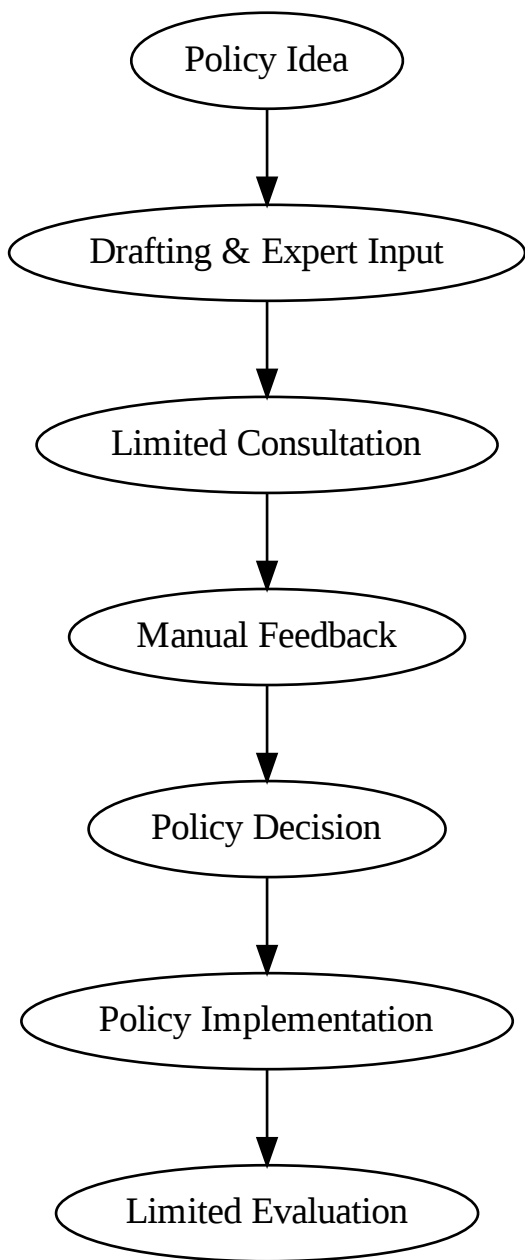 Policy Idea
Drafting & Expert Input
Limited Consultation
Manual Feedback
Policy Decision
Policy Implementation
Limited Evaluation